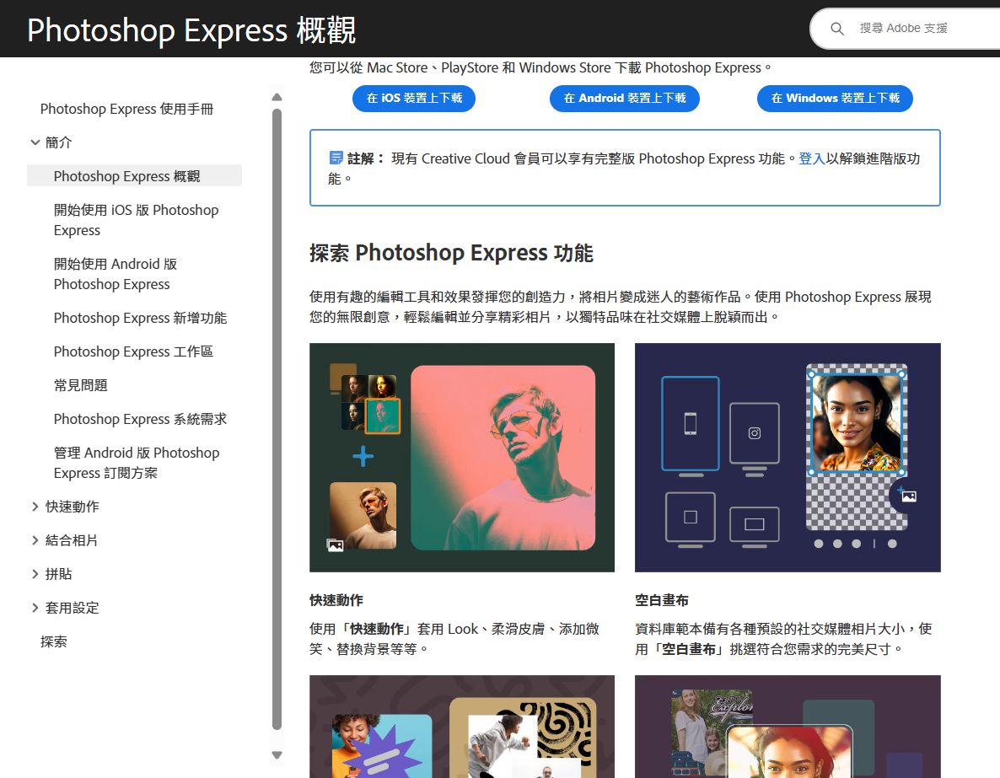 Photoshop Express 概觀
搜尋 Adobe 支援
Photoshop Express 使用手冊
簡介
Photoshop Express 概觀
開始使用 iOS 版 Photoshop
Express
開始使用 Android 版
Photoshop Express
Photoshop Express 新增功能
Photoshop Express 工作區
常見問題
Photoshop Express 系統需求
管理 Android 版 Photoshop
Express 訂閱方案
快速動作
結合相片
拼貼
套用設定
探索
您可以從 Mac Store、PlayStore 和 Windows Store 下載 Photoshop Express。
在 iOS 裝置上下載
在 Android 裝置上下載
在 Windows 裝置上下載
註解： 現有 Creative Cloud 會員可以享有完整版 Photoshop Express 功能。登入以解鎖進階版功
能。
探索 Photoshop Express 功能
使用有趣的編輯工具和效果發揮您的創造力，將相片變成迷人的藝術作品。使用 Photoshop Express 展現
您的無限創意，輕鬆編輯並分享精彩相片，以獨特品味在社交媒體上脫穎而出。
快速動作
使用「快速動作」套用 Look、柔滑皮膚、添加微
笑、替換背景等等。
空白畫布
資料庫範本備有各種預設的社交媒體相片大小，使
用「空白畫布」挑選符合您需求的完美尺寸。
Explor